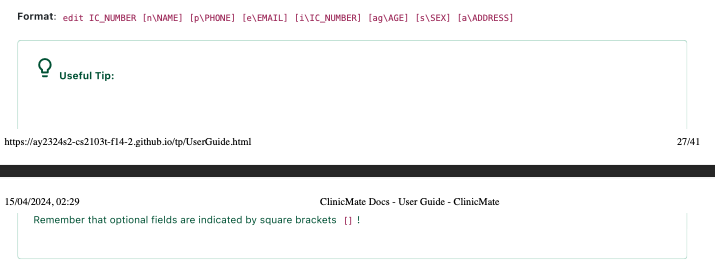 Format: edit IC_NUMBER [n\NAME] [p\PHONE] [e\EMAIL] [i\IC_NUMBER] [ag\AGE] [s\SEX] [a\ADDRESS]
Useful Tip:
https://ay2324s2-cs2103t-f14-2.github.io/tp/UserGuide.html 27/41
15/04/2024, 02:29 ClinicMate Docs - User Guide - ClinicMate
Remember that optional fields are indicated by square brackets [] !